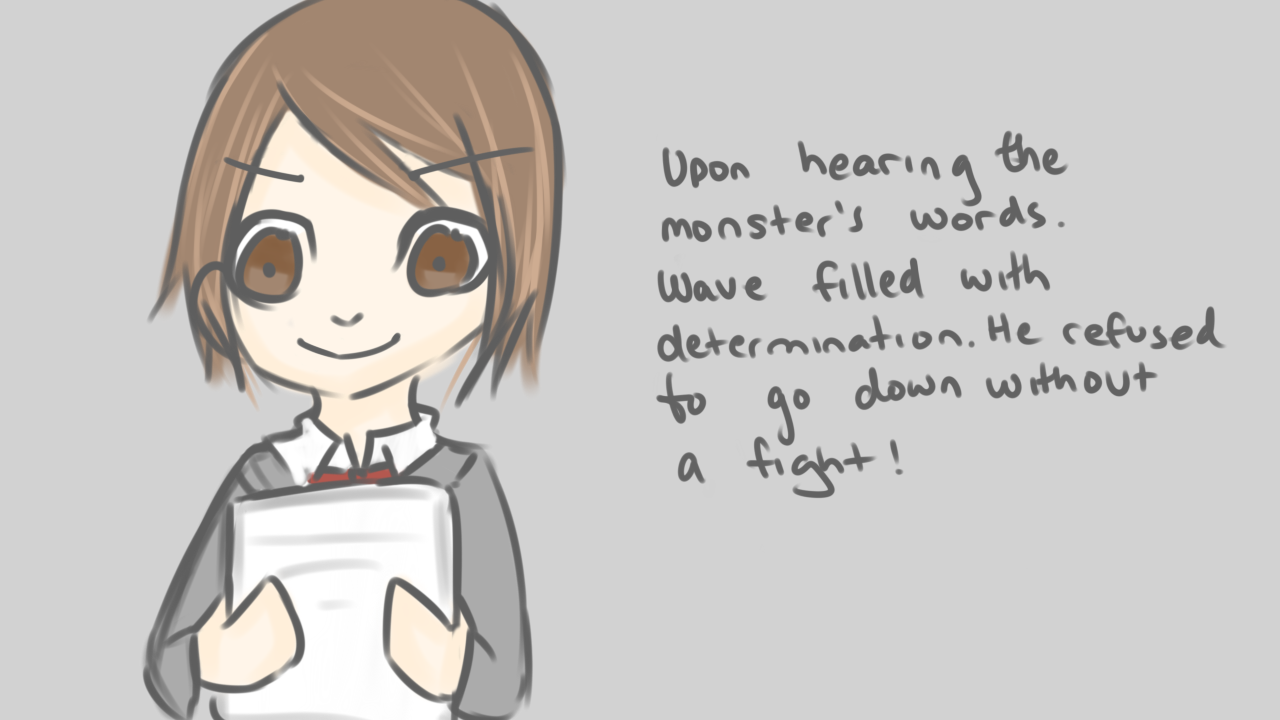 Upon hearing the
monster's words.
Wave filled with
determination. He refused
to go down without
a fight!